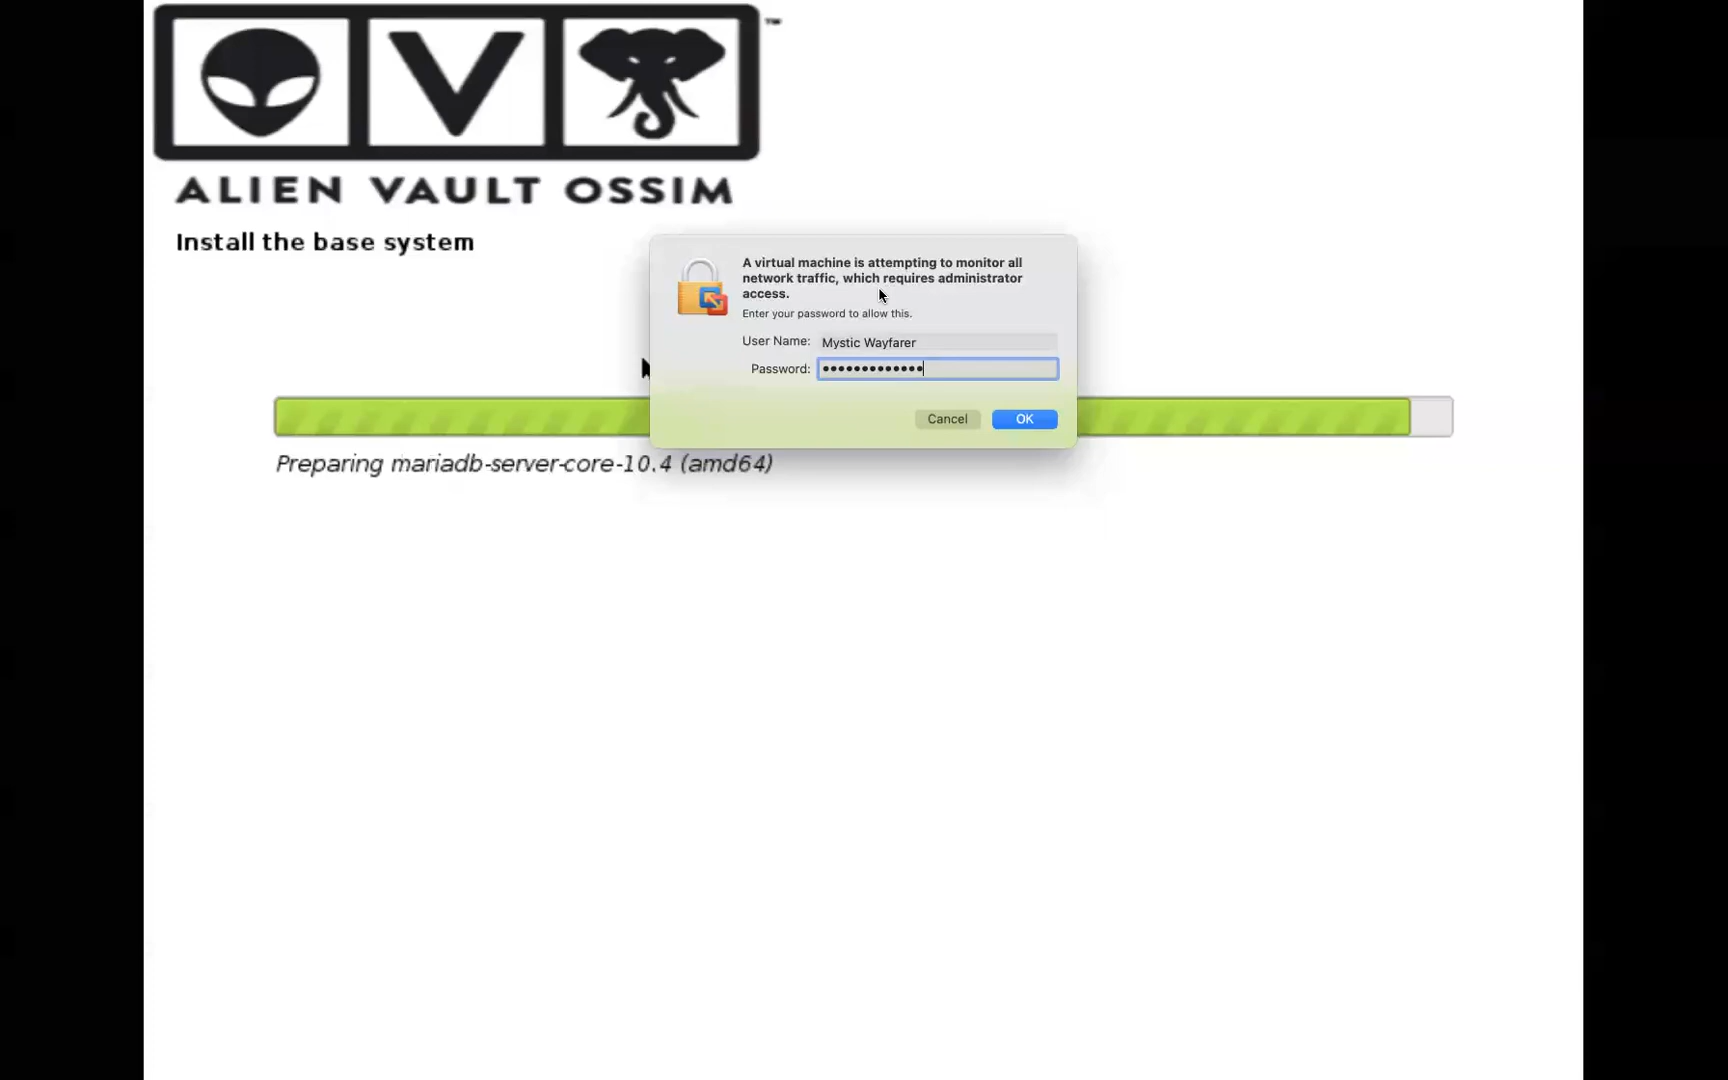 ™
V
ALIEN VAULT OSSIM
Install the base system
A virtual machine is attempting to monitor all
network traffic, which requires administrator
access.
Enter your password to allow this.
User Name: Mystic Wayfarer
Password: •••••••••••••
Cancel OK
Preparing mariadb-server-core-10.4 (amd64)